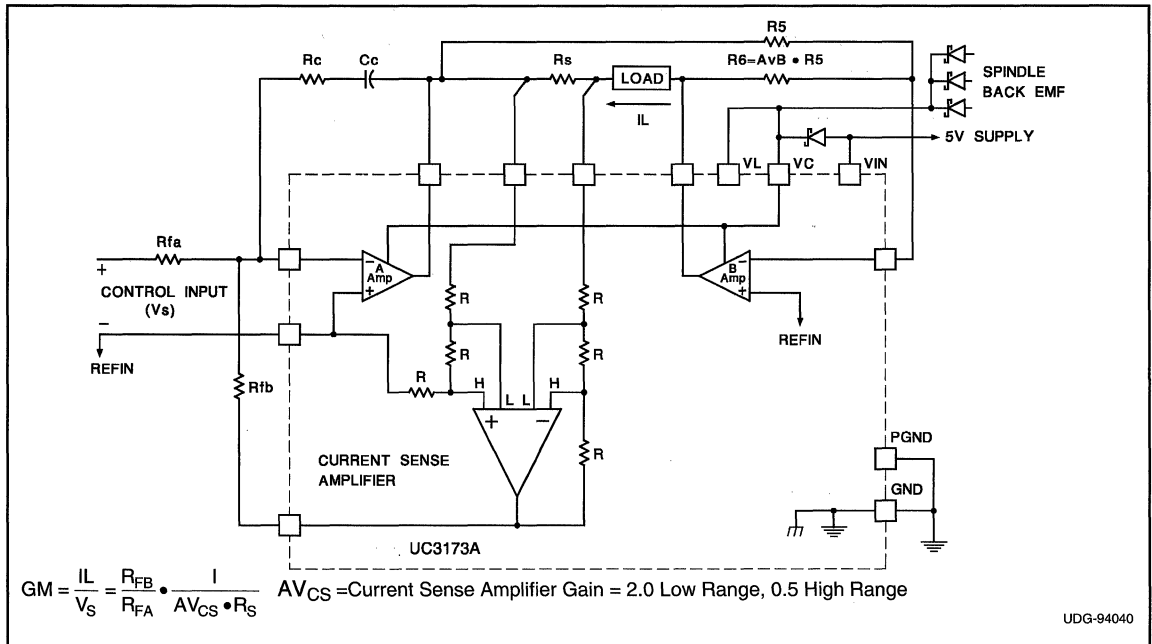 R5
Rc
Cc
Rs
LOAD
R6=AvB • R5
SPINDLE
BACK EMF
IL
5V SUPPLY
VL
VC
VIN
Rfa
+
CONTROL INPUT
(Vs)
−
REFIN
−
A
Amp
+
−
B
Amp
+
REFIN
R
R
R
R
R
H
L
L
H
+
−
R
Rfb
CURRENT SENSE
AMPLIFIER
PGND
GND
UC3173A
GM = IL/VS = RFB/RFA • I/(AVCS • RS) AVCS =Current Sense Amplifier Gain = 2.0 Low Range, 0.5 High Range
UDG-94040